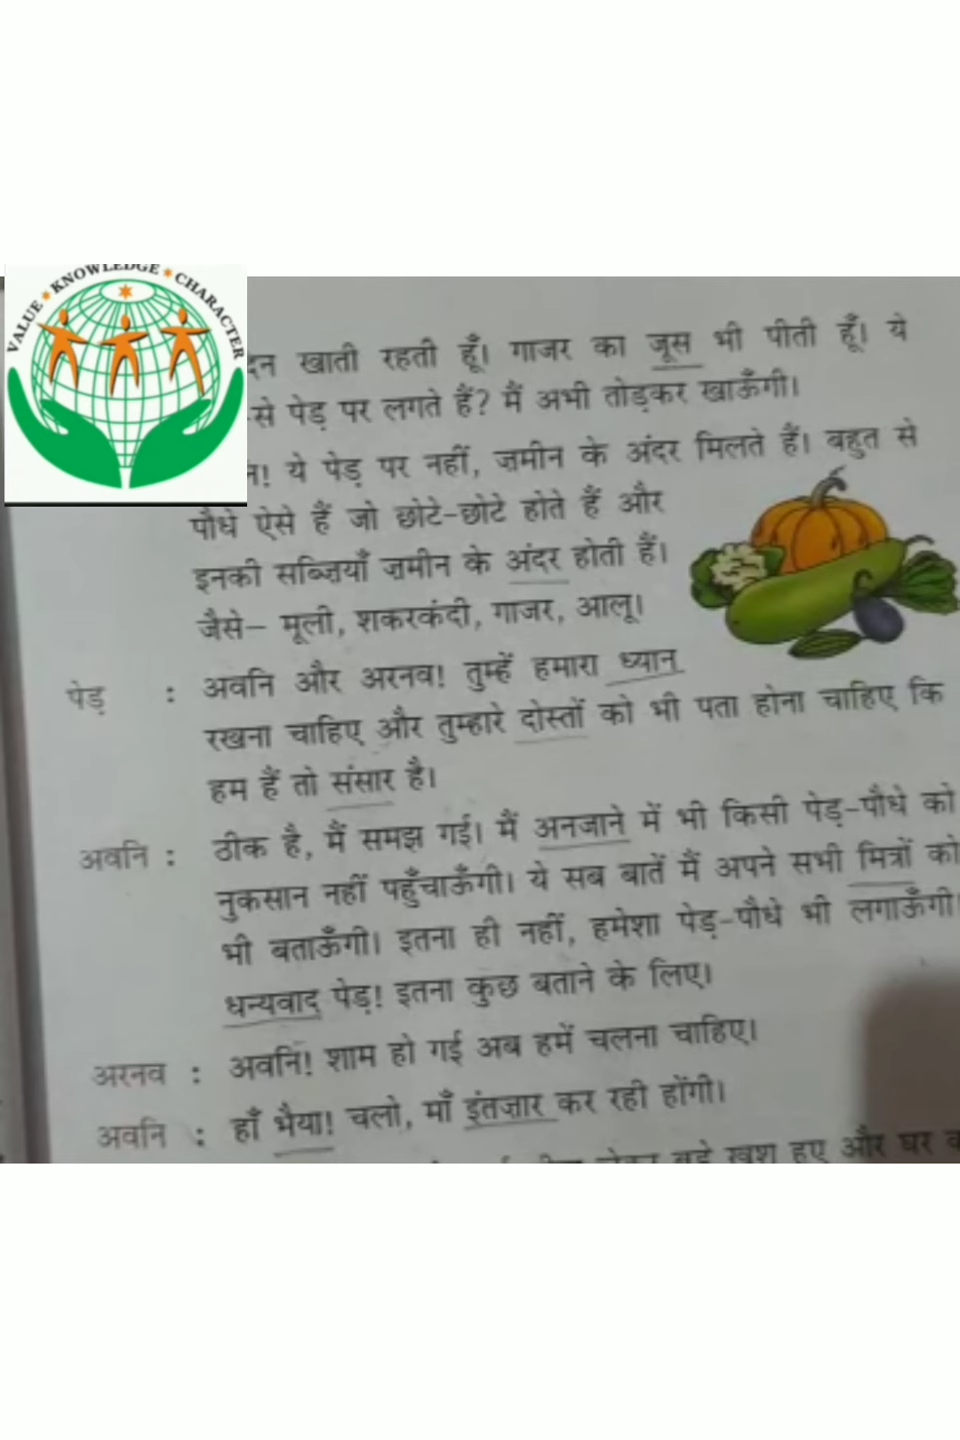 VALUE KNOWLEDGE CHARACTER
खाती रहती हूँ। गाजर का जूस भी पीती हूँ। ये
से पेड़ पर लगते हैं? मैं अभी तोड़कर खाऊँगी।
ये पेड़ पर नहीं, ज़मीन के अंदर मिलते हैं। बहुत से
पौधे ऐसे हैं जो छोटे-छोटे होते हैं और
इनकी सब्ज़ियाँ ज़मीन के अंदर होती हैं।
जैसे– मूली, शकरकंदी, गाजर, आलू।
पेड़ : अवनि और अरनव! तुम्हें हमारा ध्यान
रखना चाहिए और तुम्हारे दोस्तों को भी पता होना चाहिए कि
हम हैं तो संसार है।
अवनि : ठीक है, मैं समझ गई। मैं अनजाने में भी किसी पेड़-पौधे को
नुकसान नहीं पहुँचाऊँगी। ये सब बातें मैं अपने सभी मित्रों को
भी बताऊँगी। इतना ही नहीं, हमेशा पेड़-पौधे भी लगाऊँगी।
धन्यवाद पेड़! इतना कुछ बताने के लिए।
अरनव : अवनि! शाम हो गई अब हमें चलना चाहिए।
अवनि : हाँ भैया! चलो, माँ इंतज़ार कर रही होंगी।
खुश हुए और घर